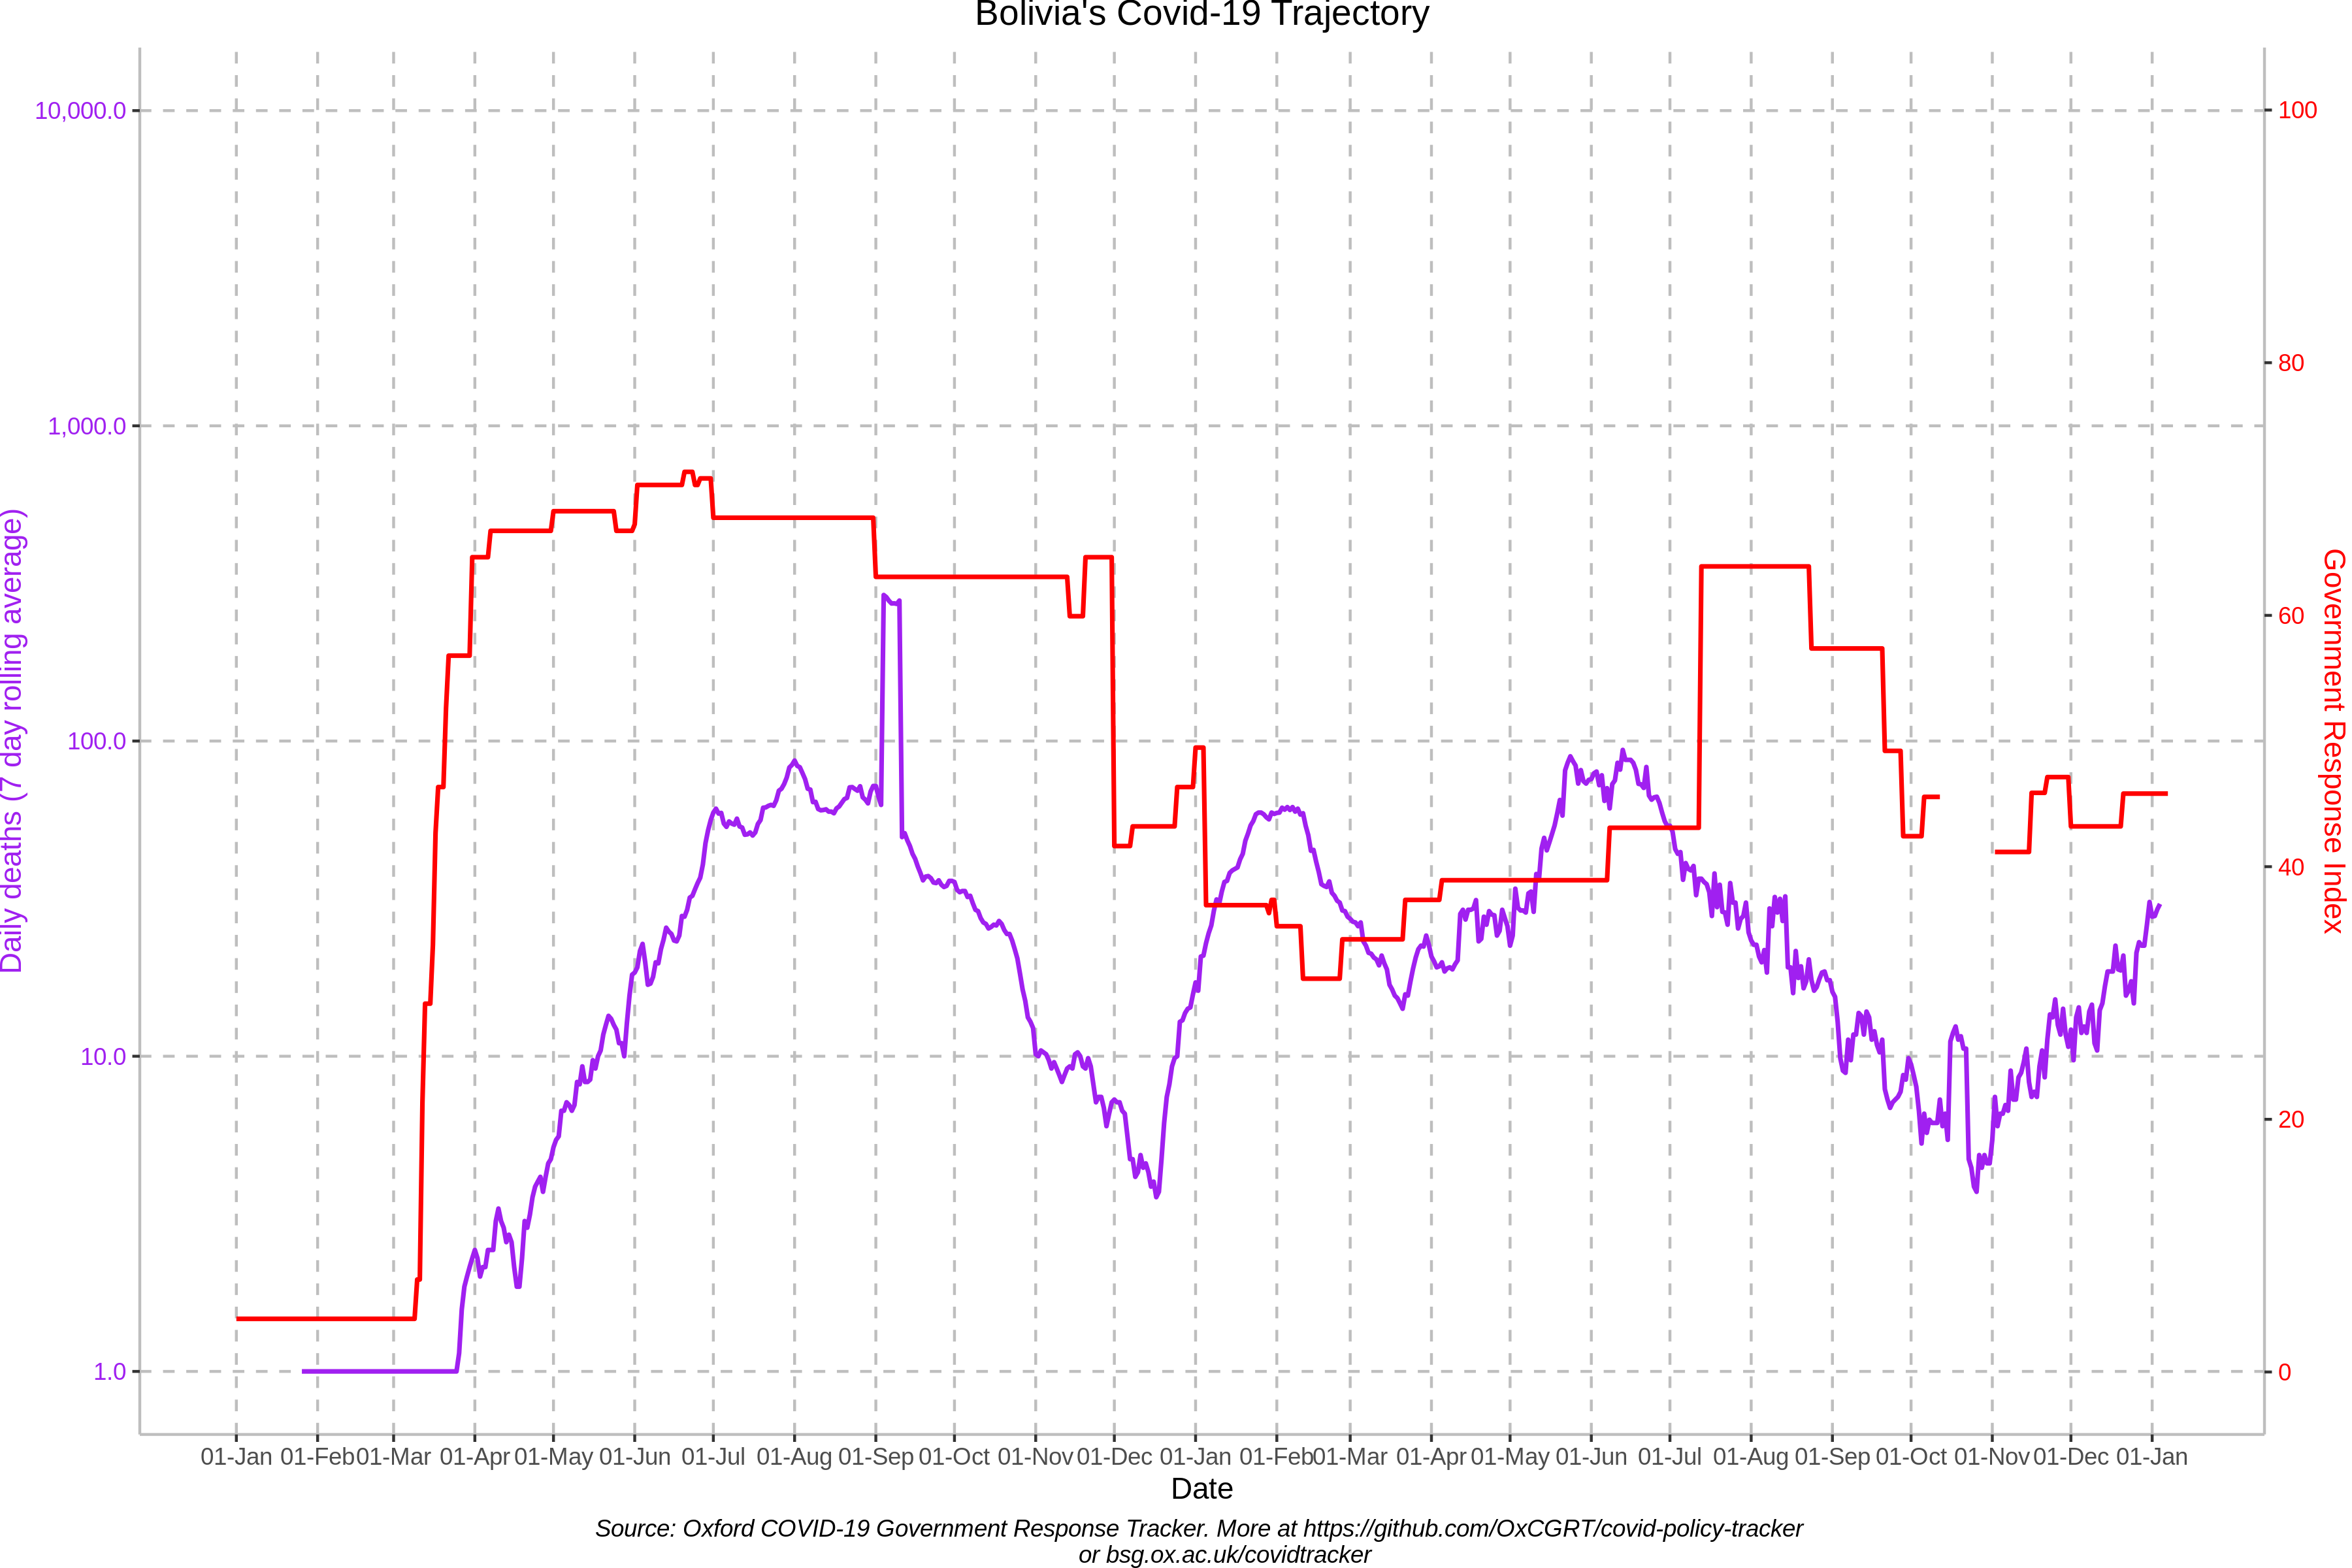 Bolivia's Covid-19 Trajectory
10,000.0
1,000.0
100.0
10.0
1.0
Daily deaths (7 day rolling average)
100
80
60
40
20
0
Government Response Index
01-Jan 01-Feb 01-Mar 01-Apr 01-May 01-Jun 01-Jul 01-Aug 01-Sep 01-Oct 01-Nov 01-Dec 01-Jan 01-Feb 01-Mar 01-Apr 01-May 01-Jun 01-Jul 01-Aug 01-Sep 01-Oct 01-Nov 01-Dec 01-Jan
Date
Source: Oxford COVID-19 Government Response Tracker. More at https://github.com/OxCGRT/covid-policy-tracker
or bsg.ox.ac.uk/covidtracker